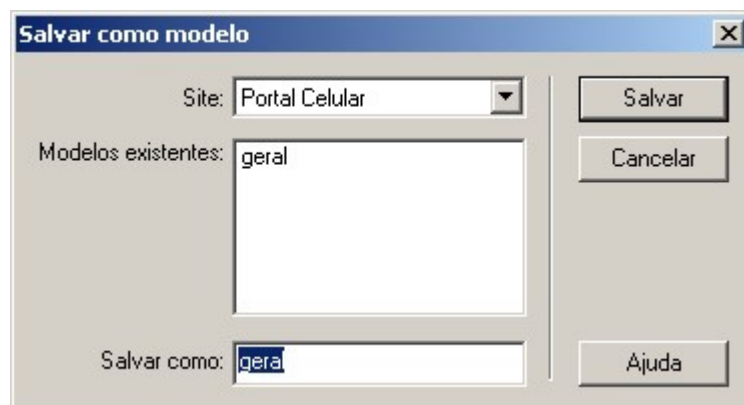 Salvar como modelo
Site: Portal Celular
Salvar
Modelos existentes: geral
Cancelar
Salvar como: geral
Ajuda